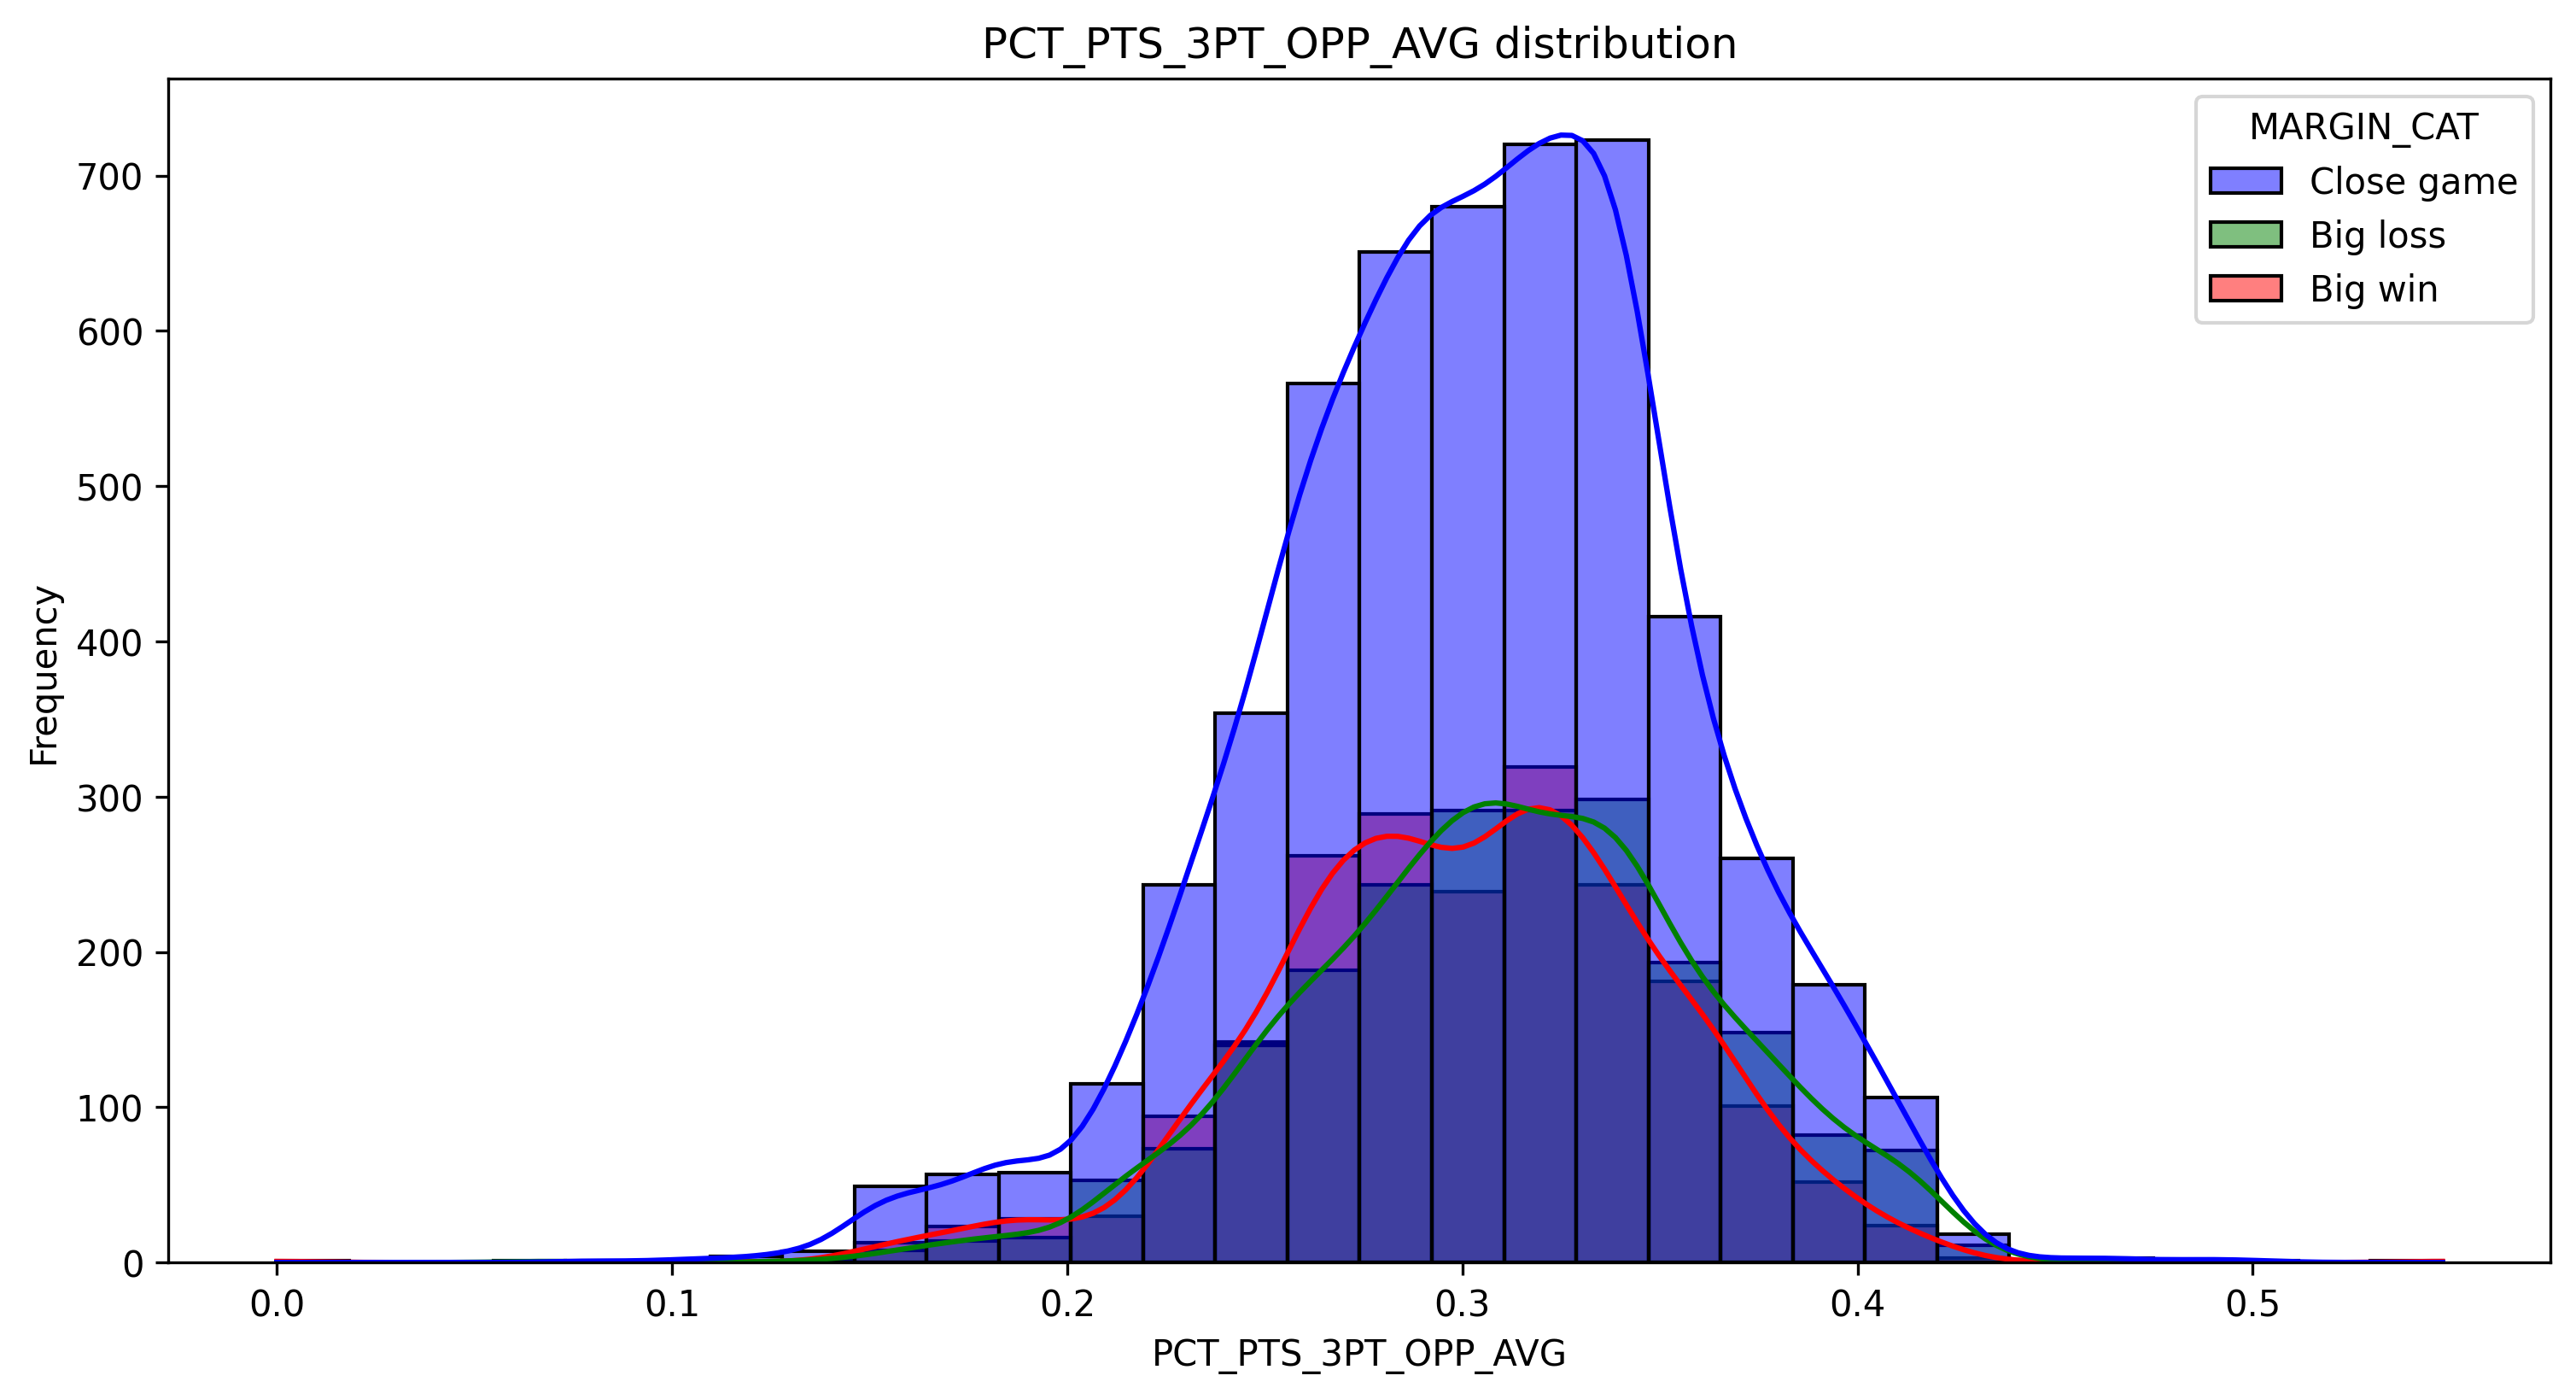 PCT_PTS_3PT_OPP_AVG distribution
MARGIN_CAT
Close game
Big loss
Big win
Frequency
700
600
500
400
300
200
100
0
0.0 0.1 0.2 0.3 0.4 0.5
PCT_PTS_3PT_OPP_AVG